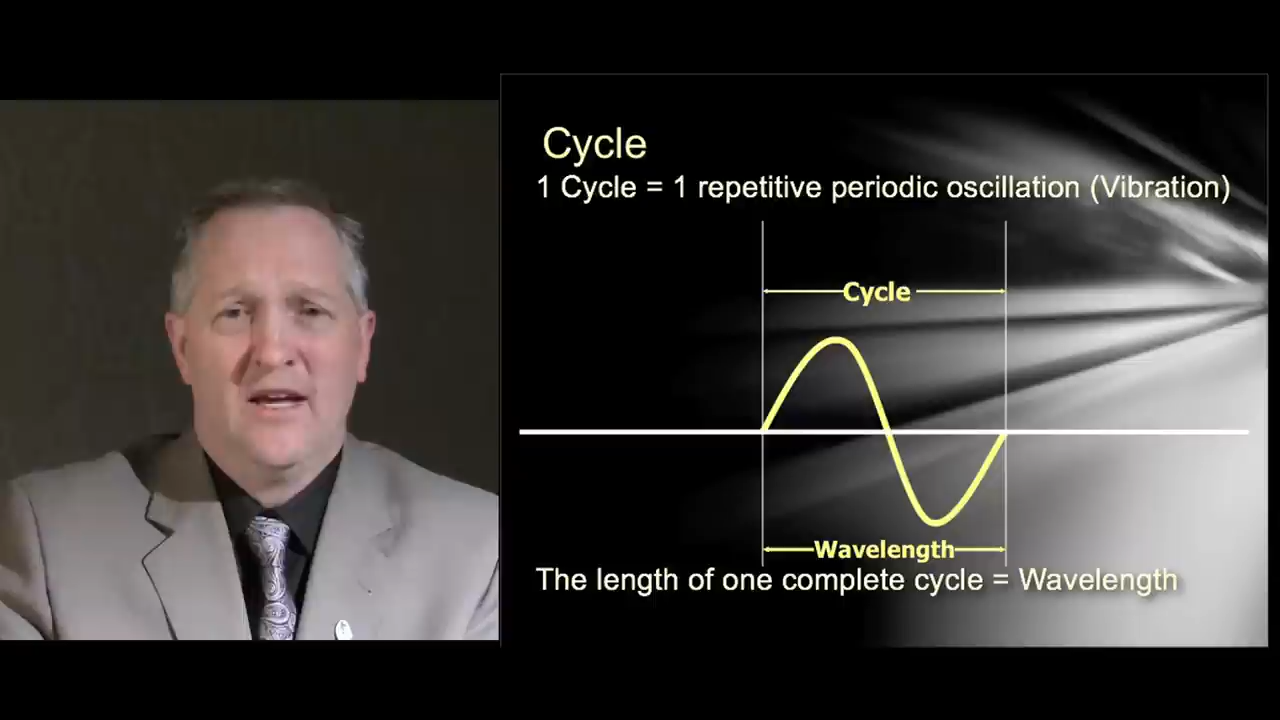 Cycle
1 Cycle = 1 repetitive periodic oscillation (Vibration)
Cycle
Wavelength
The length of one complete cycle = Wavelength